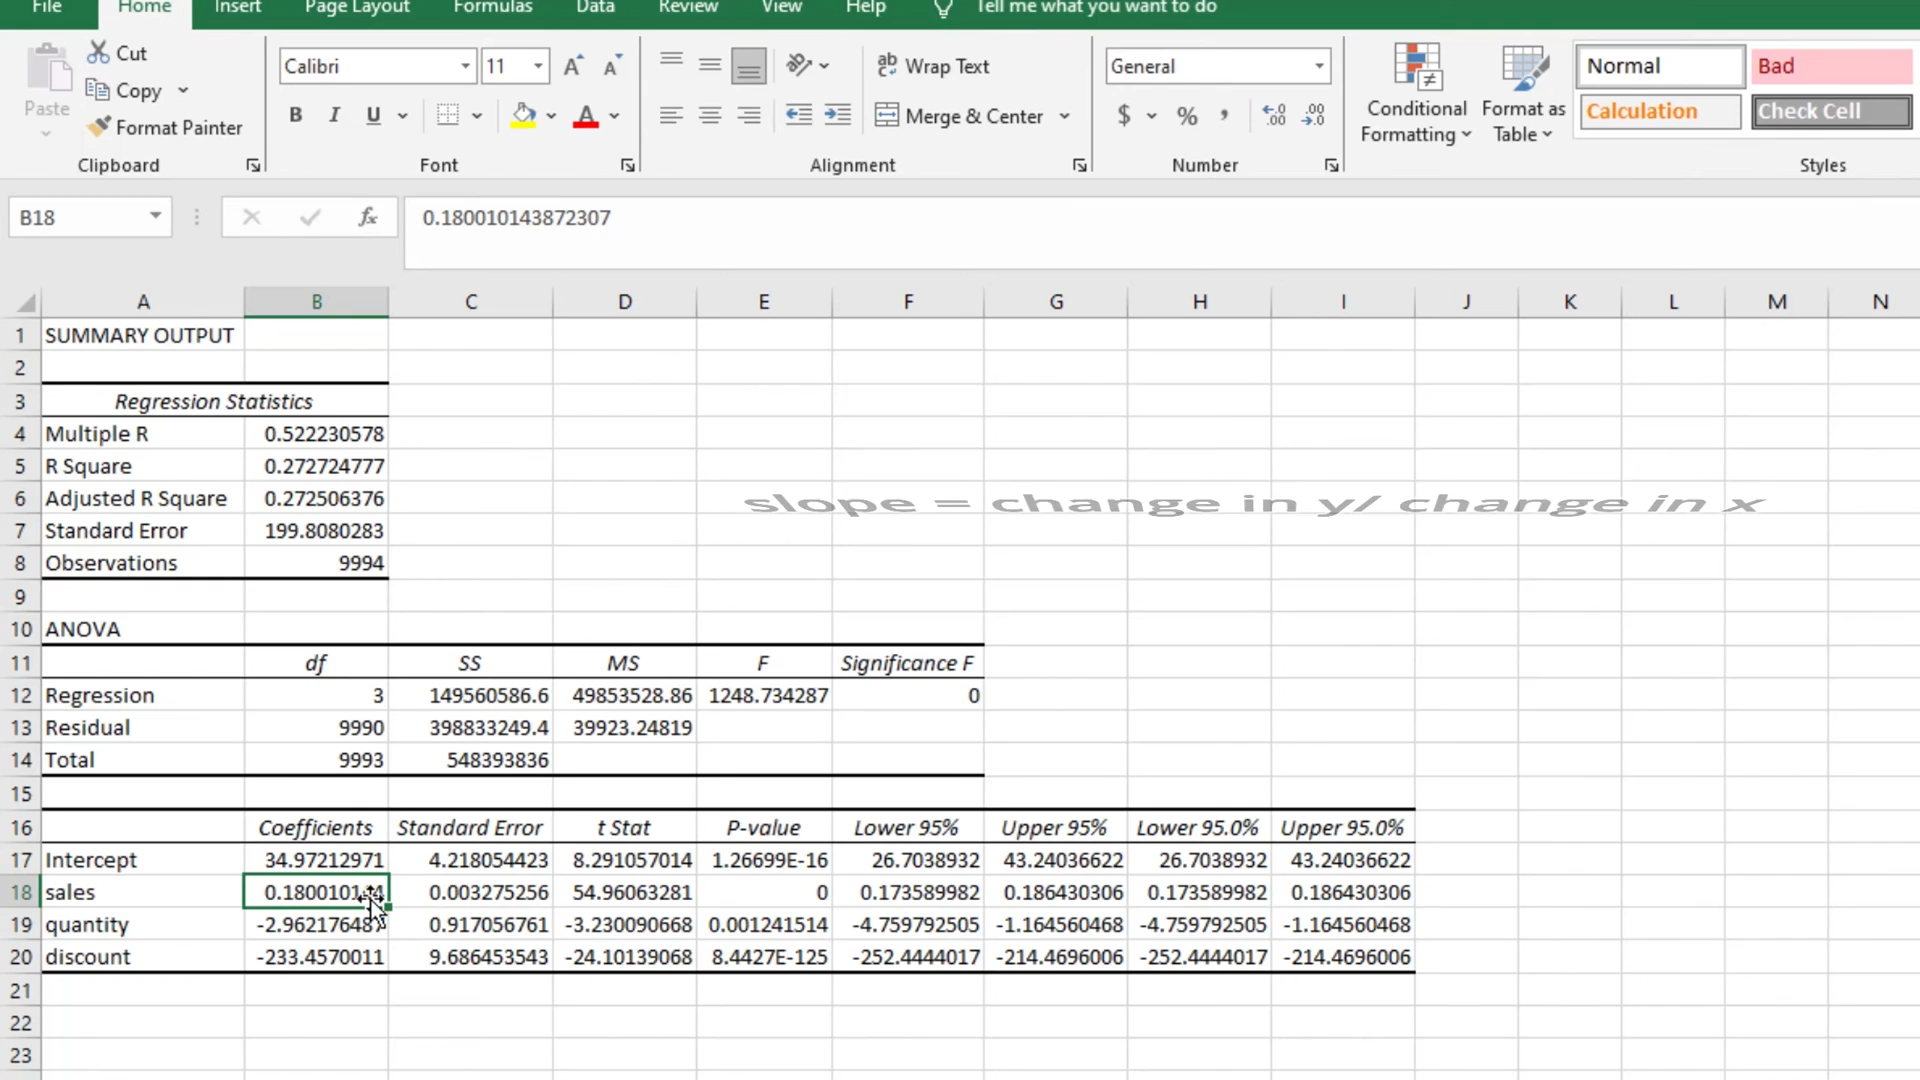 File Home Insert Page Layout Formulas Data Review View Help Tell me what you want to do
Cut
Copy
Paste
Format Painter
Clipboard
Calibri 11
B I U
A
Font
ab Wrap Text
Merge & Center
Alignment
General
$ %
Number
Conditional Formatting
Format as Table
Normal Bad
Calculation Check Cell
Styles
B18 fx 0.180010143872307
A B C D E F G H I J K L M N
1 SUMMARY OUTPUT
2
3 Regression Statistics
4 Multiple R 0.522230578
5 R Square 0.272724777
6 Adjusted R Square 0.272506376
slope = change in y/ change in x
7 Standard Error 199.8080283
8 Observations 9994
9
10 ANOVA
11 df SS MS F Significance F
12 Regression 3 149560586.6 49853528.86 1248.734287 0
13 Residual 9990 398833249.4 39923.24819
14 Total 9993 548393836
15
16 Coefficients Standard Error t Stat P-value Lower 95% Upper 95% Lower 95.0% Upper 95.0%
17 Intercept 34.97212971 4.218054423 8.291057014 1.26699E-16 26.7038932 43.24036622 26.7038932 43.24036622
18 sales 0.180010144 0.003275256 54.96063281 0 0.173589982 0.186430306 0.173589982 0.186430306
19 quantity -2.962176487 0.917056761 -3.230090668 0.001241514 -4.759792505 -1.164560468 -4.759792505 -1.164560468
20 discount -233.4570011 9.686453543 -24.10139068 8.4427E-125 -252.4444017 -214.4696006 -252.4444017 -214.4696006
21
22
23